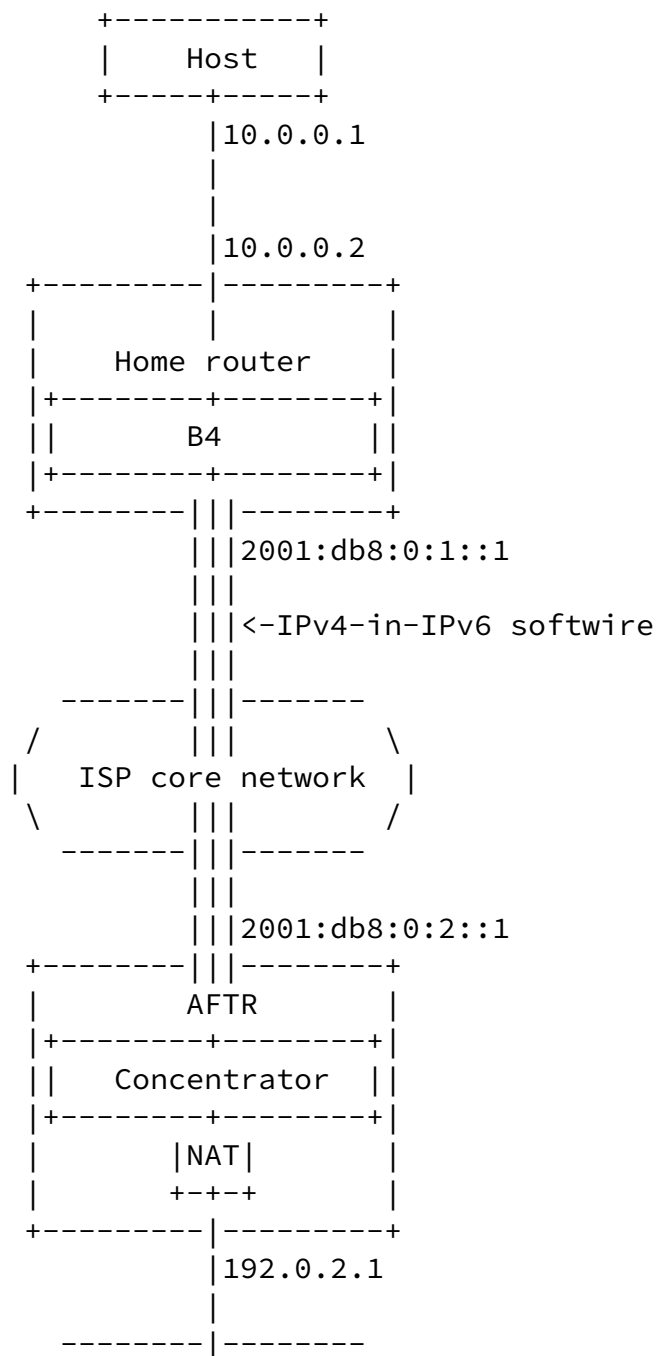 Host
10.0.0.1
10.0.0.2
Home router
B4
2001:db8:0:1::1
<-IPv4-in-IPv6 softwire
ISP core network
2001:db8:0:2::1
AFTR
Concentrator
NAT
192.0.2.1